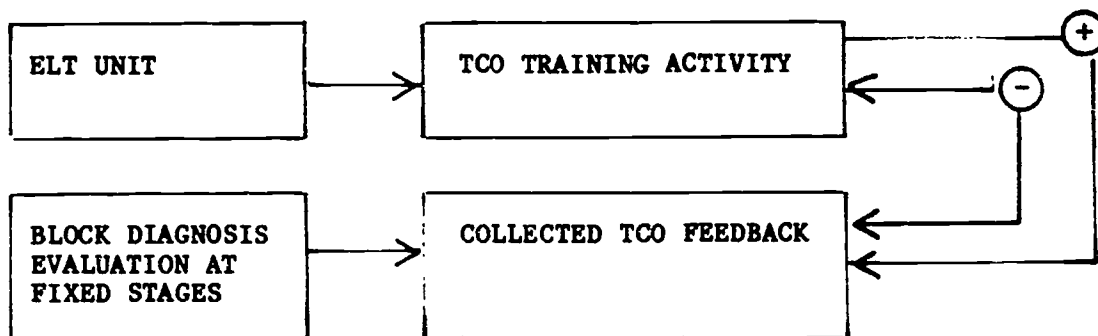 ELT UNIT
TCO TRAINING ACTIVITY
+
-
BLOCK DIAGNOSIS
EVALUATION AT
FIXED STAGES
COLLECTED TCO FEEDBACK